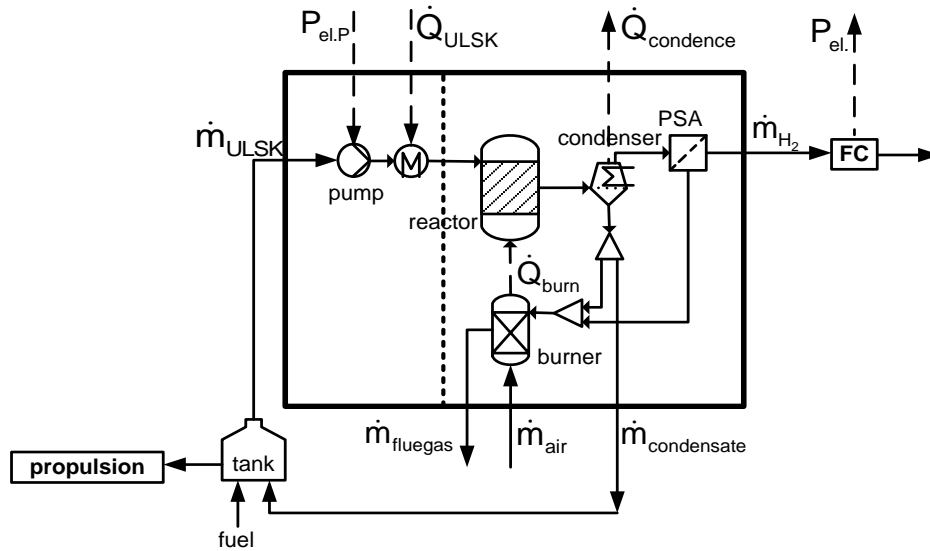 P_el.P
Q̇_ULSK
Q̇_condence
P_el.
ṁ_ULSK
pump
M
reactor
condenser
PSA
ṁ_H₂
FC
Q̇_burn
burner
ṁ_fluegas
ṁ_air
ṁ_condensate
propulsion
tank
fuel